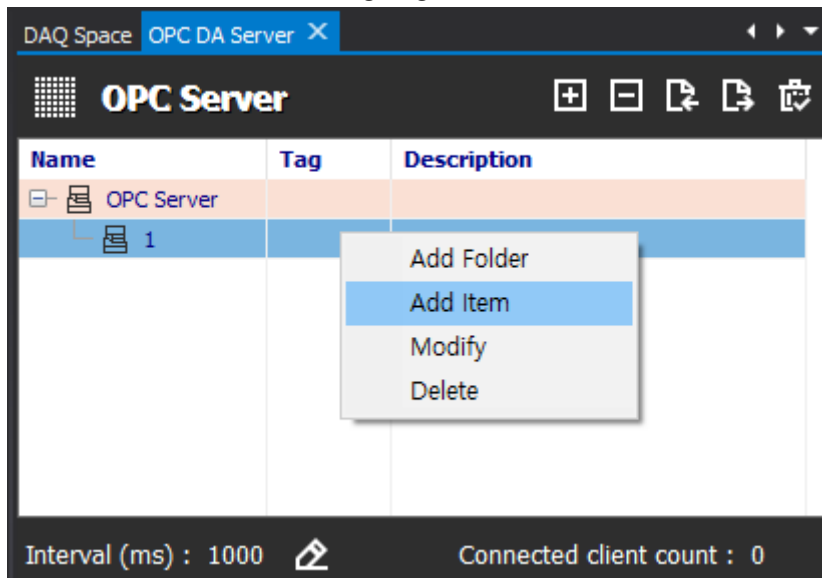 DAQ Space OPC DA Server
OPC Server
Name Tag Description
OPC Server
1
Add Folder
Add Item
Modify
Delete
Interval (ms) : 1000 Connected client count : 0